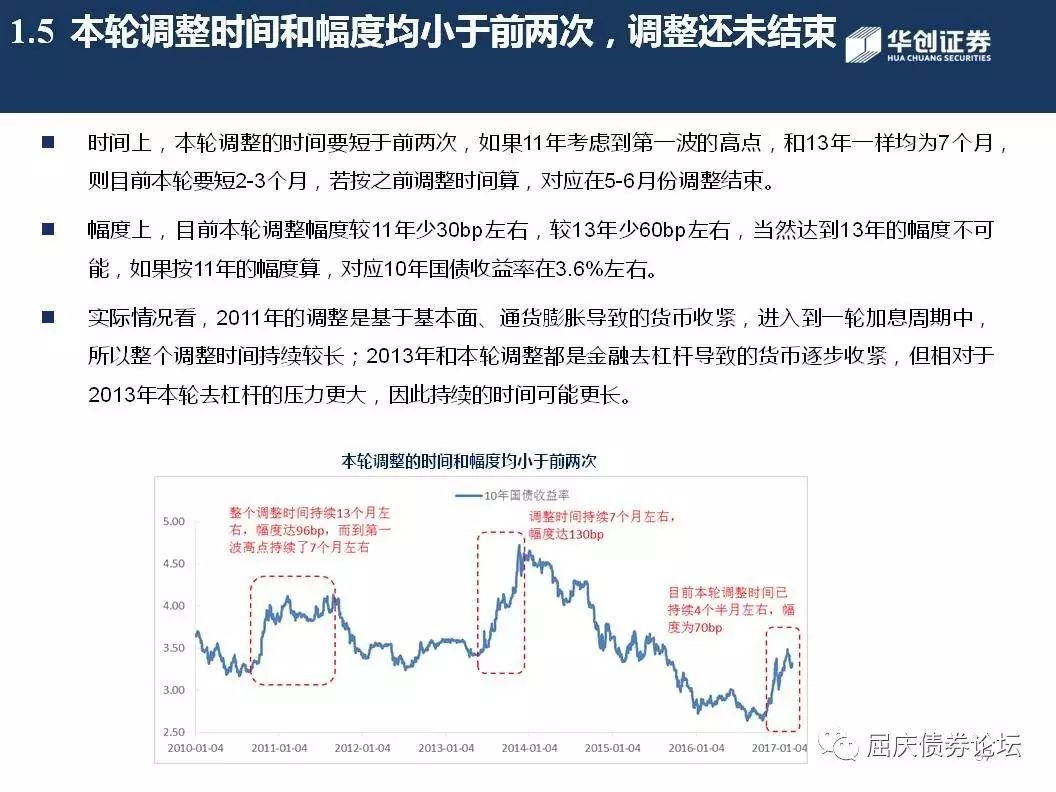 1.5 本轮调整时间和幅度均小于前两次，调整还未结束
华创证券
HUA CHUANG SECURITIES
■ 时间上，本轮调整的时间要短于前两次，如果11年考虑到第一波的高点，和13年一样均为7个月，
则目前本轮要短2-3个月，若按之前调整时间算，对应在5-6月份调整结束。
■ 幅度上，目前本轮调整幅度较11年少30bp左右，较13年少60bp左右，当然达到13年的幅度不可
能，如果按11年的幅度算，对应10年国债收益率在3.6%左右。
■ 实际情况看，2011年的调整是基于基本面、通货膨胀导致的货币收紧，进入到一轮加息周期中，
所以整个调整时间持续较长；2013年和本轮调整都是金融去杠杆导致的货币逐步收紧，但相对于
2013年本轮去杠杆的压力更大，因此持续的时间可能更长。
本轮调整的时间和幅度均小于前两次
10年国债收益率
整个调整时间持续13个月左
右，幅度达96bp，而到第一
波高点持续了7个月左右
调整时间持续7个月左右，
幅度达130bp
目前本轮调整时间已
持续4个半月左右，幅
度为70bp
5.00
4.50
4.00
3.50
3.00
2.50
2010-01-04 2011-01-04 2012-01-04 2013-01-04 2014-01-04 2015-01-04 2016-01-04 2017-01-04
屈庆债券论坛